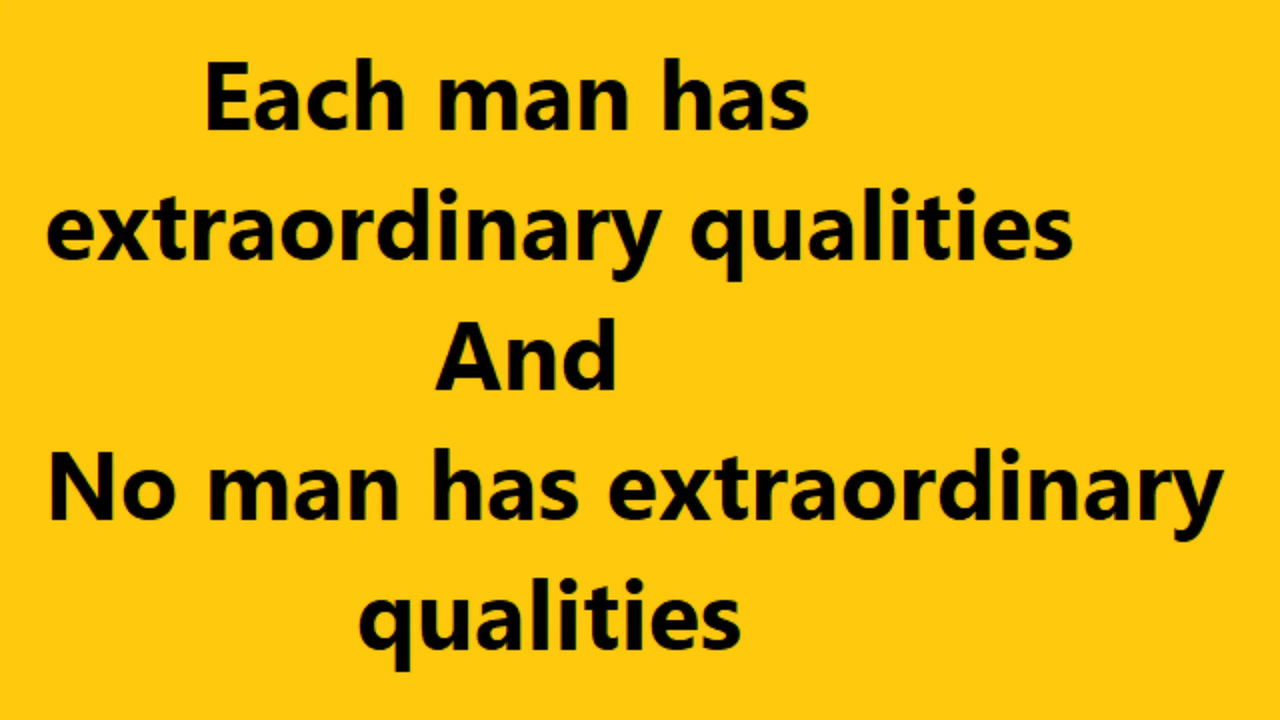 Each man has
extraordinary qualities
And
No man has extraordinary
qualities